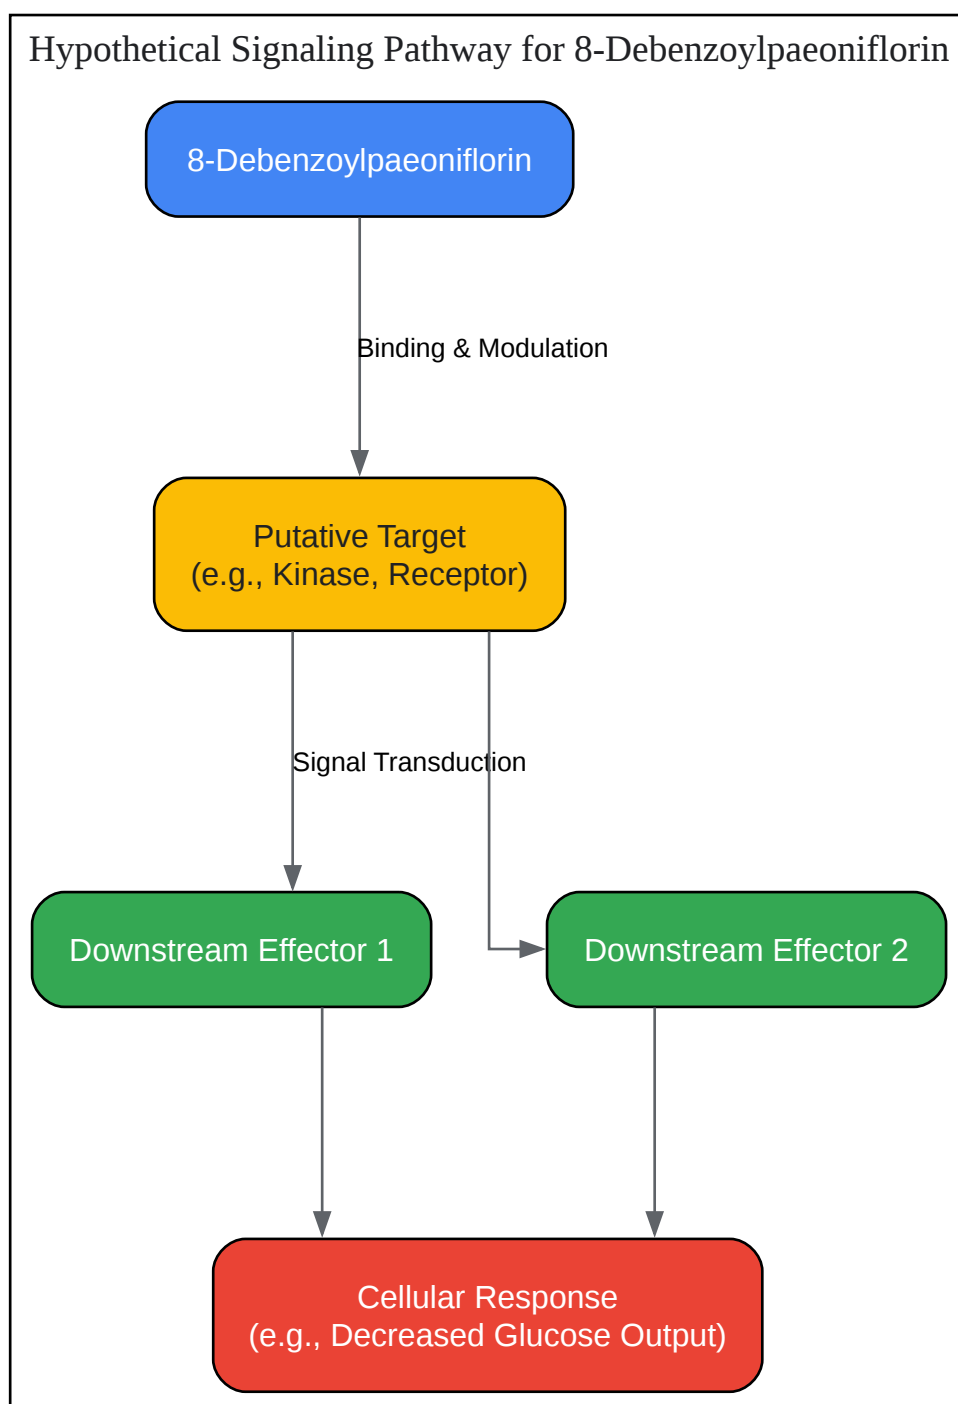 Hypothetical Signaling Pathway for 8-Debenzoylpaeoniflorin
8-Debenzoylpaeoniflorin
Binding & Modulation
Putative Target
(e.g., Kinase, Receptor)
Signal Transduction
Downstream Effector 1
Downstream Effector 2
Cellular Response
(e.g., Decreased Glucose Output)